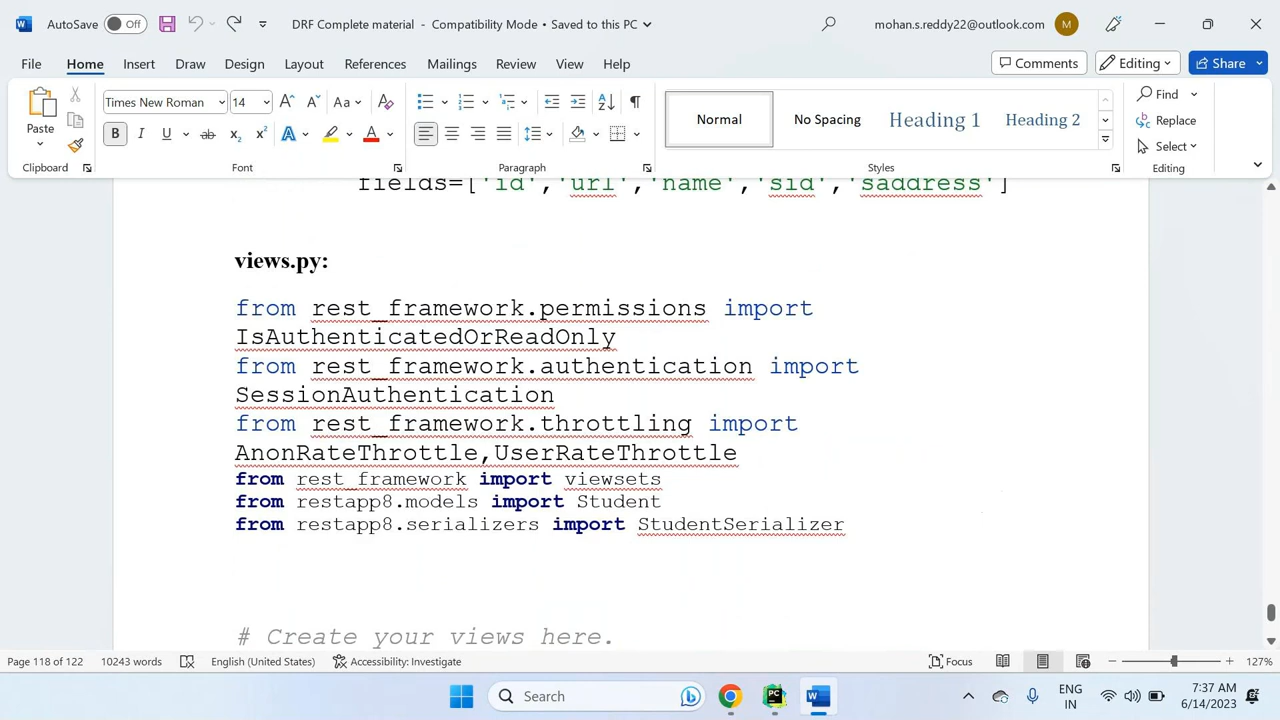 AutoSave Off DRF Complete material - Compatibility Mode • Saved to this PC mohan.s.reddy22@outlook.com M
File Home Insert Draw Design Layout References Mailings Review View Help Comments Editing Share
Paste Times New Roman 14 Normal No Spacing Heading 1 Heading 2 Find Replace Select
Clipboard Font Paragraph Styles Editing
fields=['id','url','name','sid','saddress']
views.py:
from rest_framework.permissions import
IsAuthenticatedOrReadOnly
from rest_framework.authentication import
SessionAuthentication
from rest_framework.throttling import
AnonRateThrottle,UserRateThrottle
from rest_framework import viewsets
from restapp8.models import Student
from restapp8.serializers import StudentSerializer
# Create your views here.
Page 118 of 122 10243 words English (United States) Accessibility: Investigate Focus 127%
Search ENG IN 7:37 AM 6/14/2023